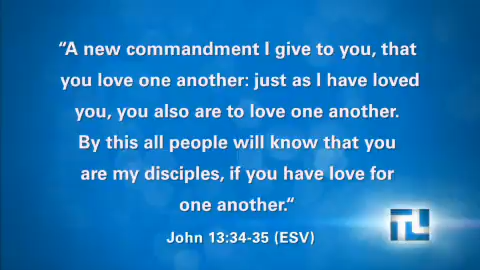 “A new commandment I give to you, that
you love one another: just as I have loved
you, you also are to love one another.
By this all people will know that you
are my disciples, if you have love for
one another.“
John 13:34-35 (ESV)
TLJ